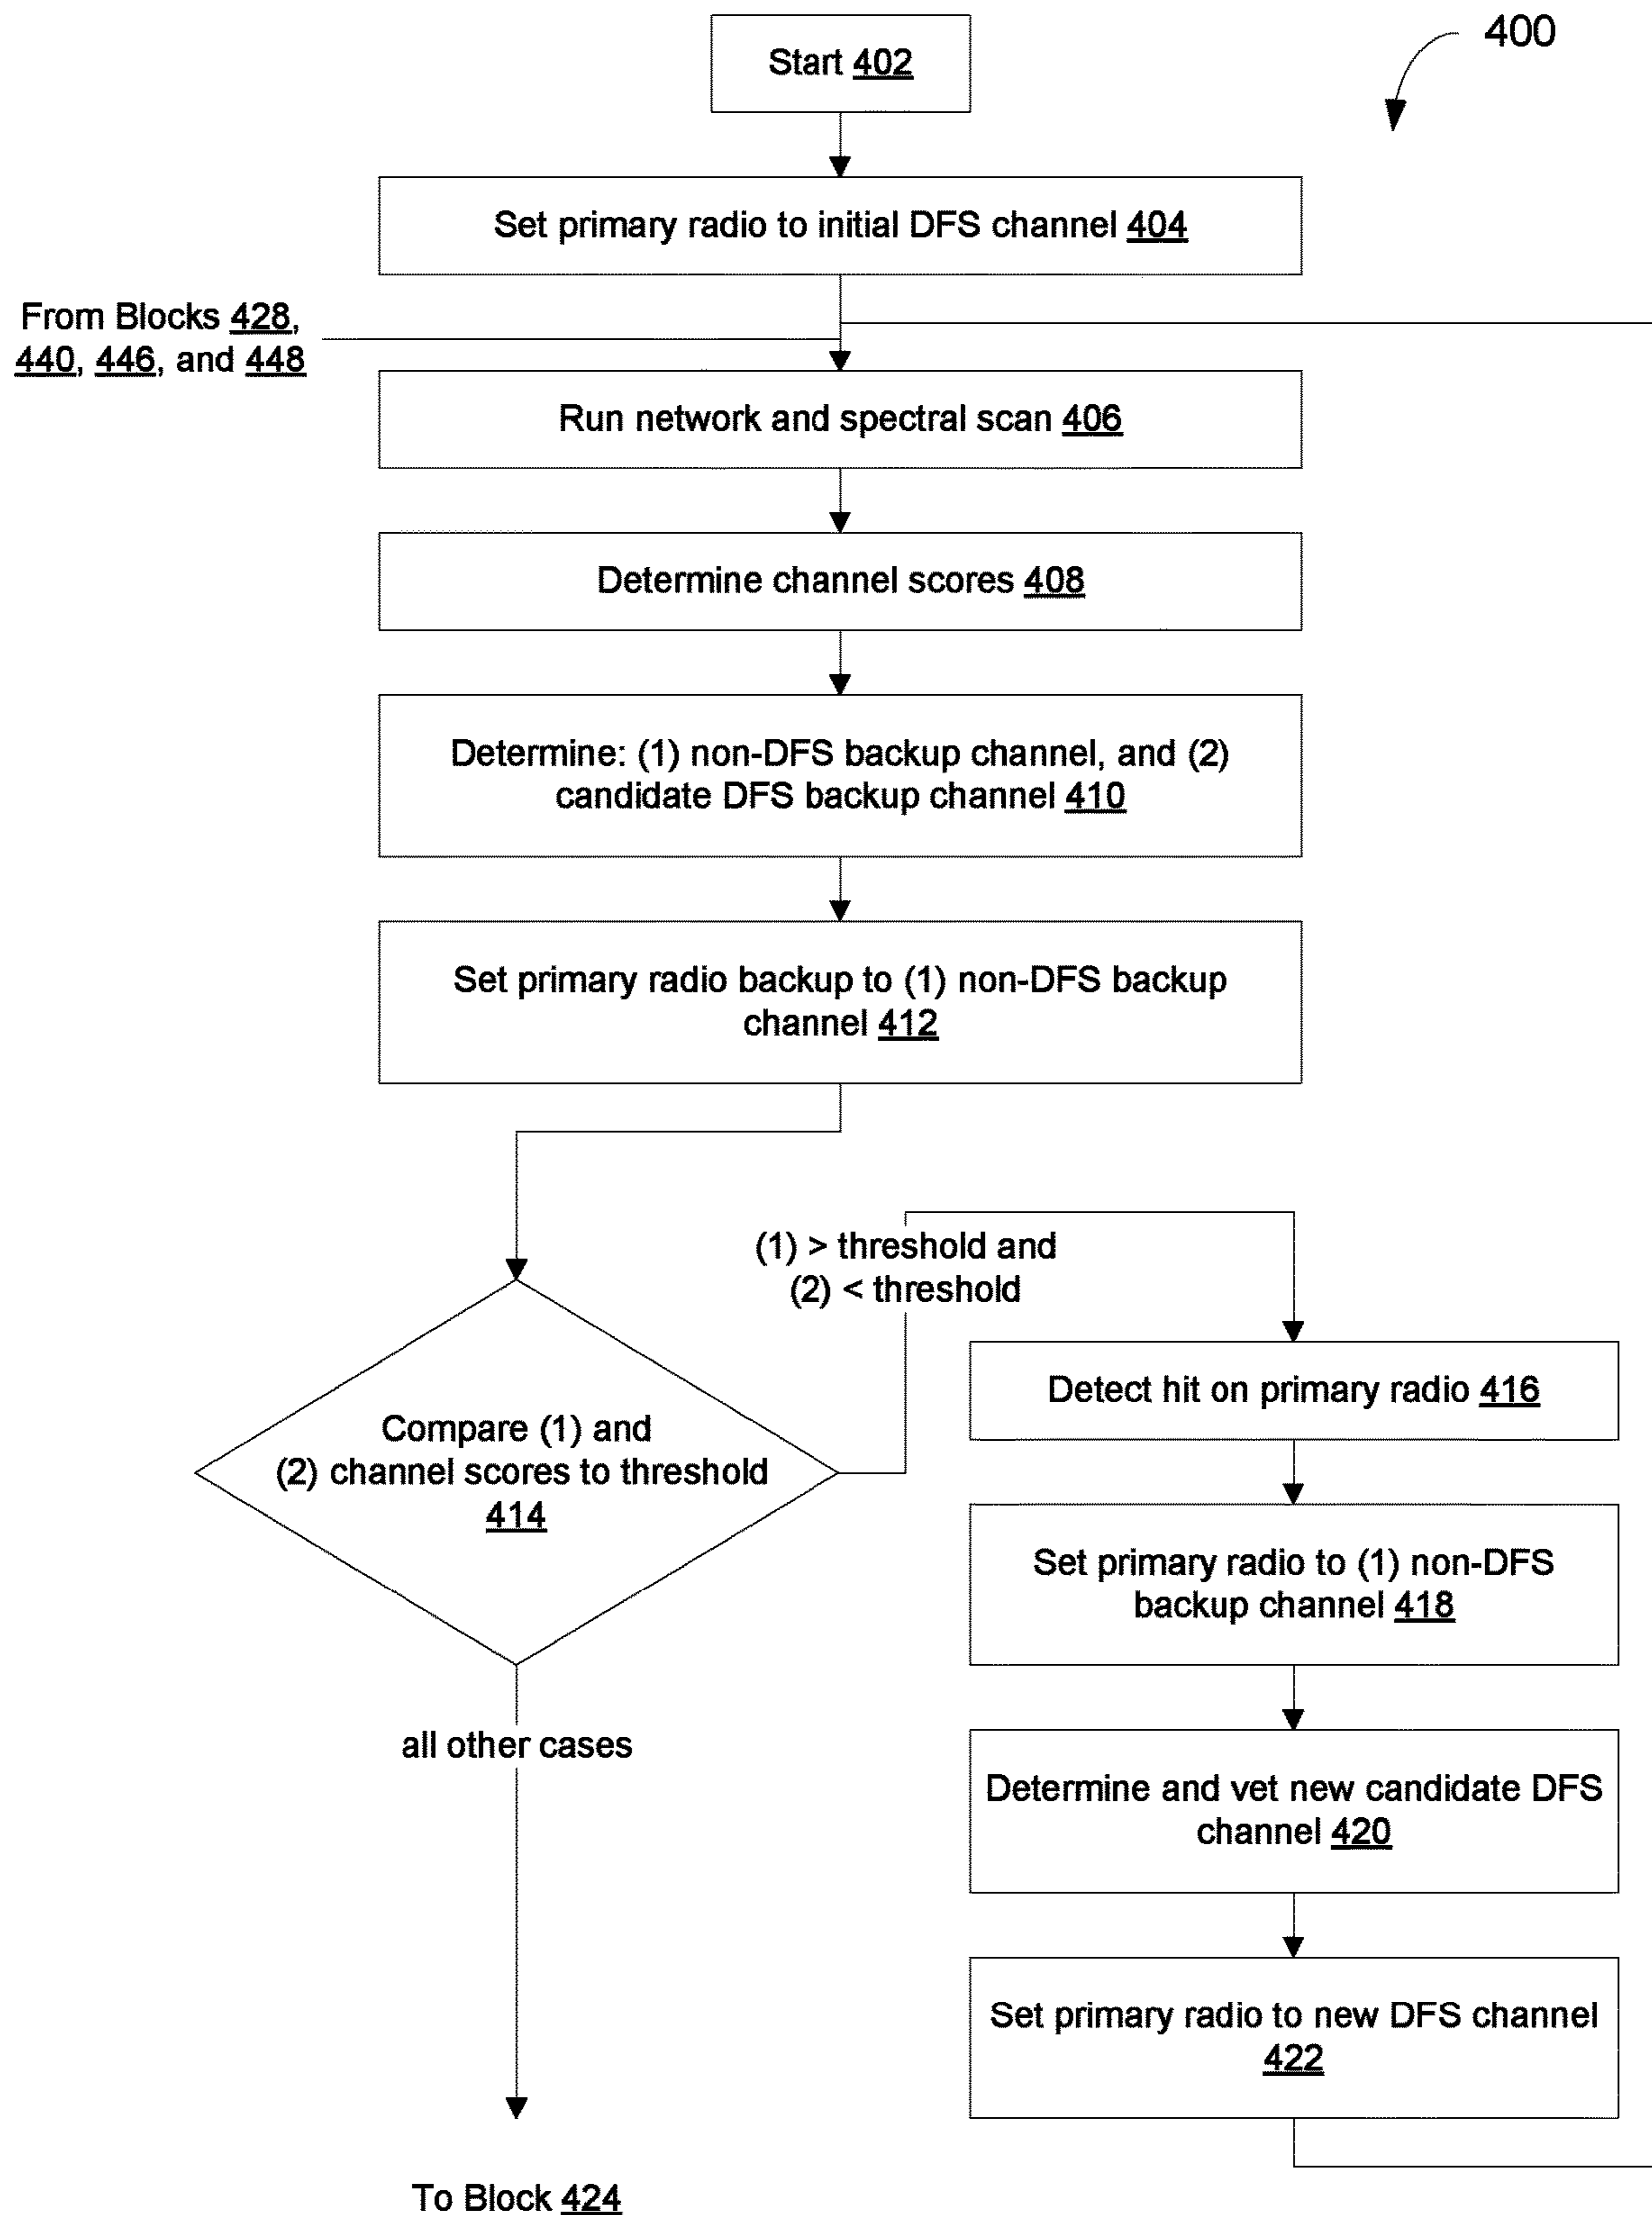 400
Start 402
Set primary radio to initial DFS channel 404
From Blocks 428,
440, 446, and 448
Run network and spectral scan 406
Determine channel scores 408
Determine: (1) non-DFS backup channel, and (2)
candidate DFS backup channel 410
Set primary radio backup to (1) non-DFS backup
channel 412
(1) > threshold and
(2) < threshold
Compare (1) and
(2) channel scores to threshold
414
Detect hit on primary radio 416
Set primary radio to (1) non-DFS
backup channel 418
all other cases
Determine and vet new candidate DFS
channel 420
Set primary radio to new DFS channel
422
To Block 424